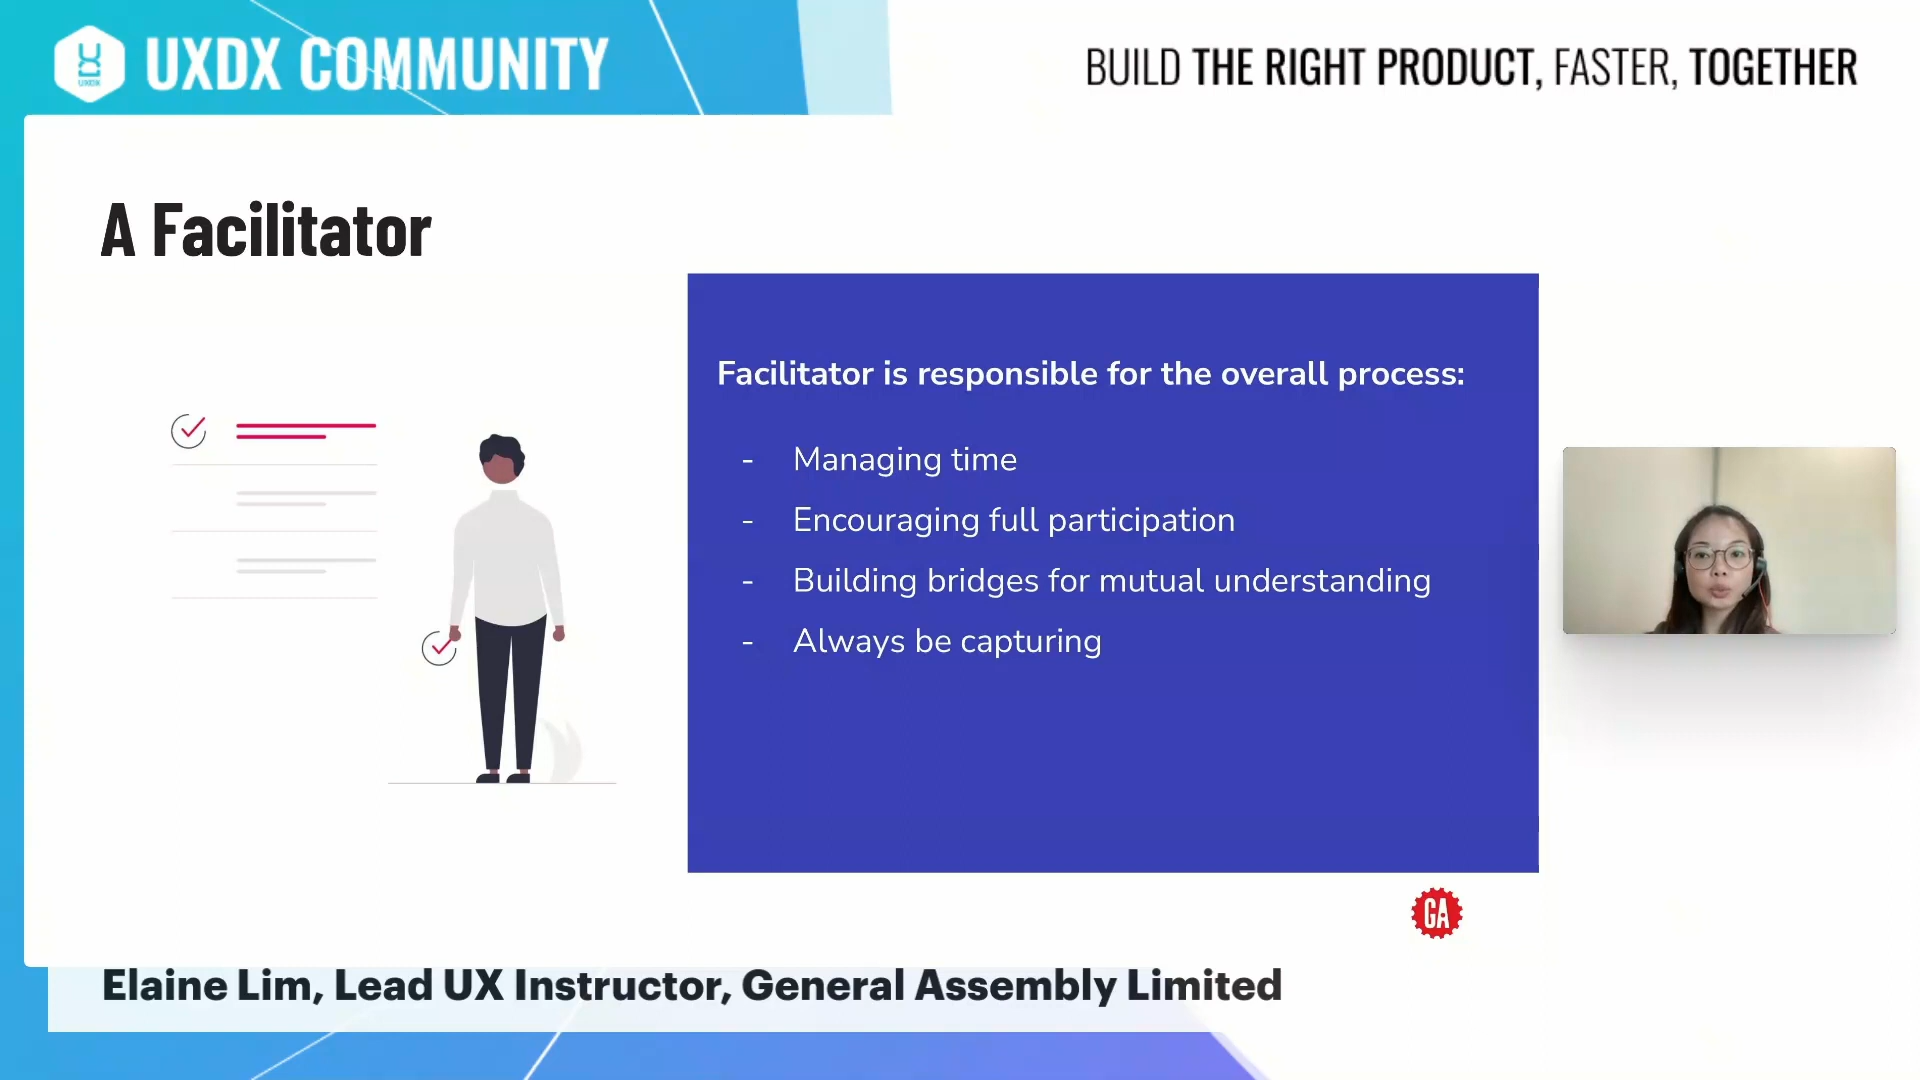 UXDX
UXDX COMMUNITY
BUILD THE RIGHT PRODUCT, FASTER, TOGETHER
A Facilitator
Facilitator is responsible for the overall process:
- Managing time
- Encouraging full participation
- Building bridges for mutual understanding
- Always be capturing
GA
Elaine Lim, Lead UX Instructor, General Assembly Limited